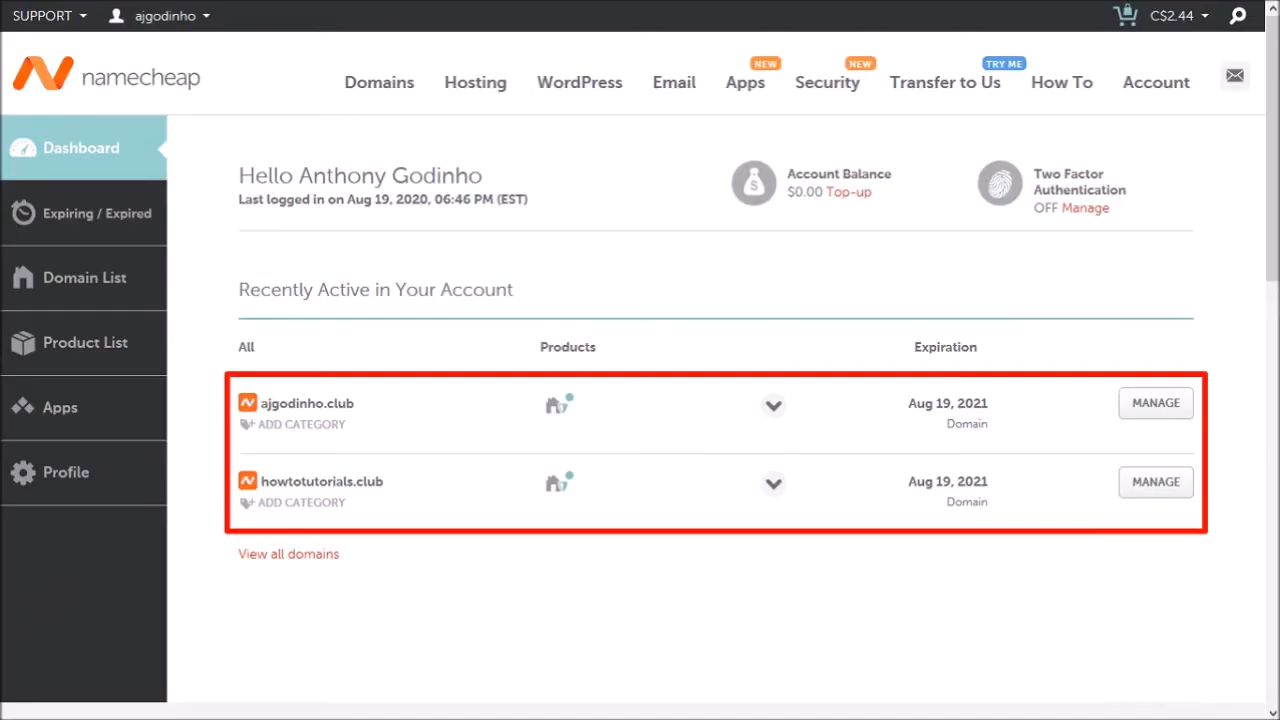 SUPPORT ajgodinho C$2.44
namecheap
NEW NEW TRY ME
Domains Hosting WordPress Email Apps Security Transfer to Us How To Account
Dashboard
Expiring / Expired
Domain List
Product List
Apps
Profile
Hello Anthony Godinho
Last logged in on Aug 19, 2020, 06:46 PM (EST)
Account Balance
$0.00 Top-up
Two Factor
Authentication
OFF Manage
Recently Active in Your Account
All Products Expiration
ajgodinho.club Aug 19, 2021 MANAGE
ADD CATEGORY Domain
howtotutorials.club Aug 19, 2021 MANAGE
ADD CATEGORY Domain
View all domains